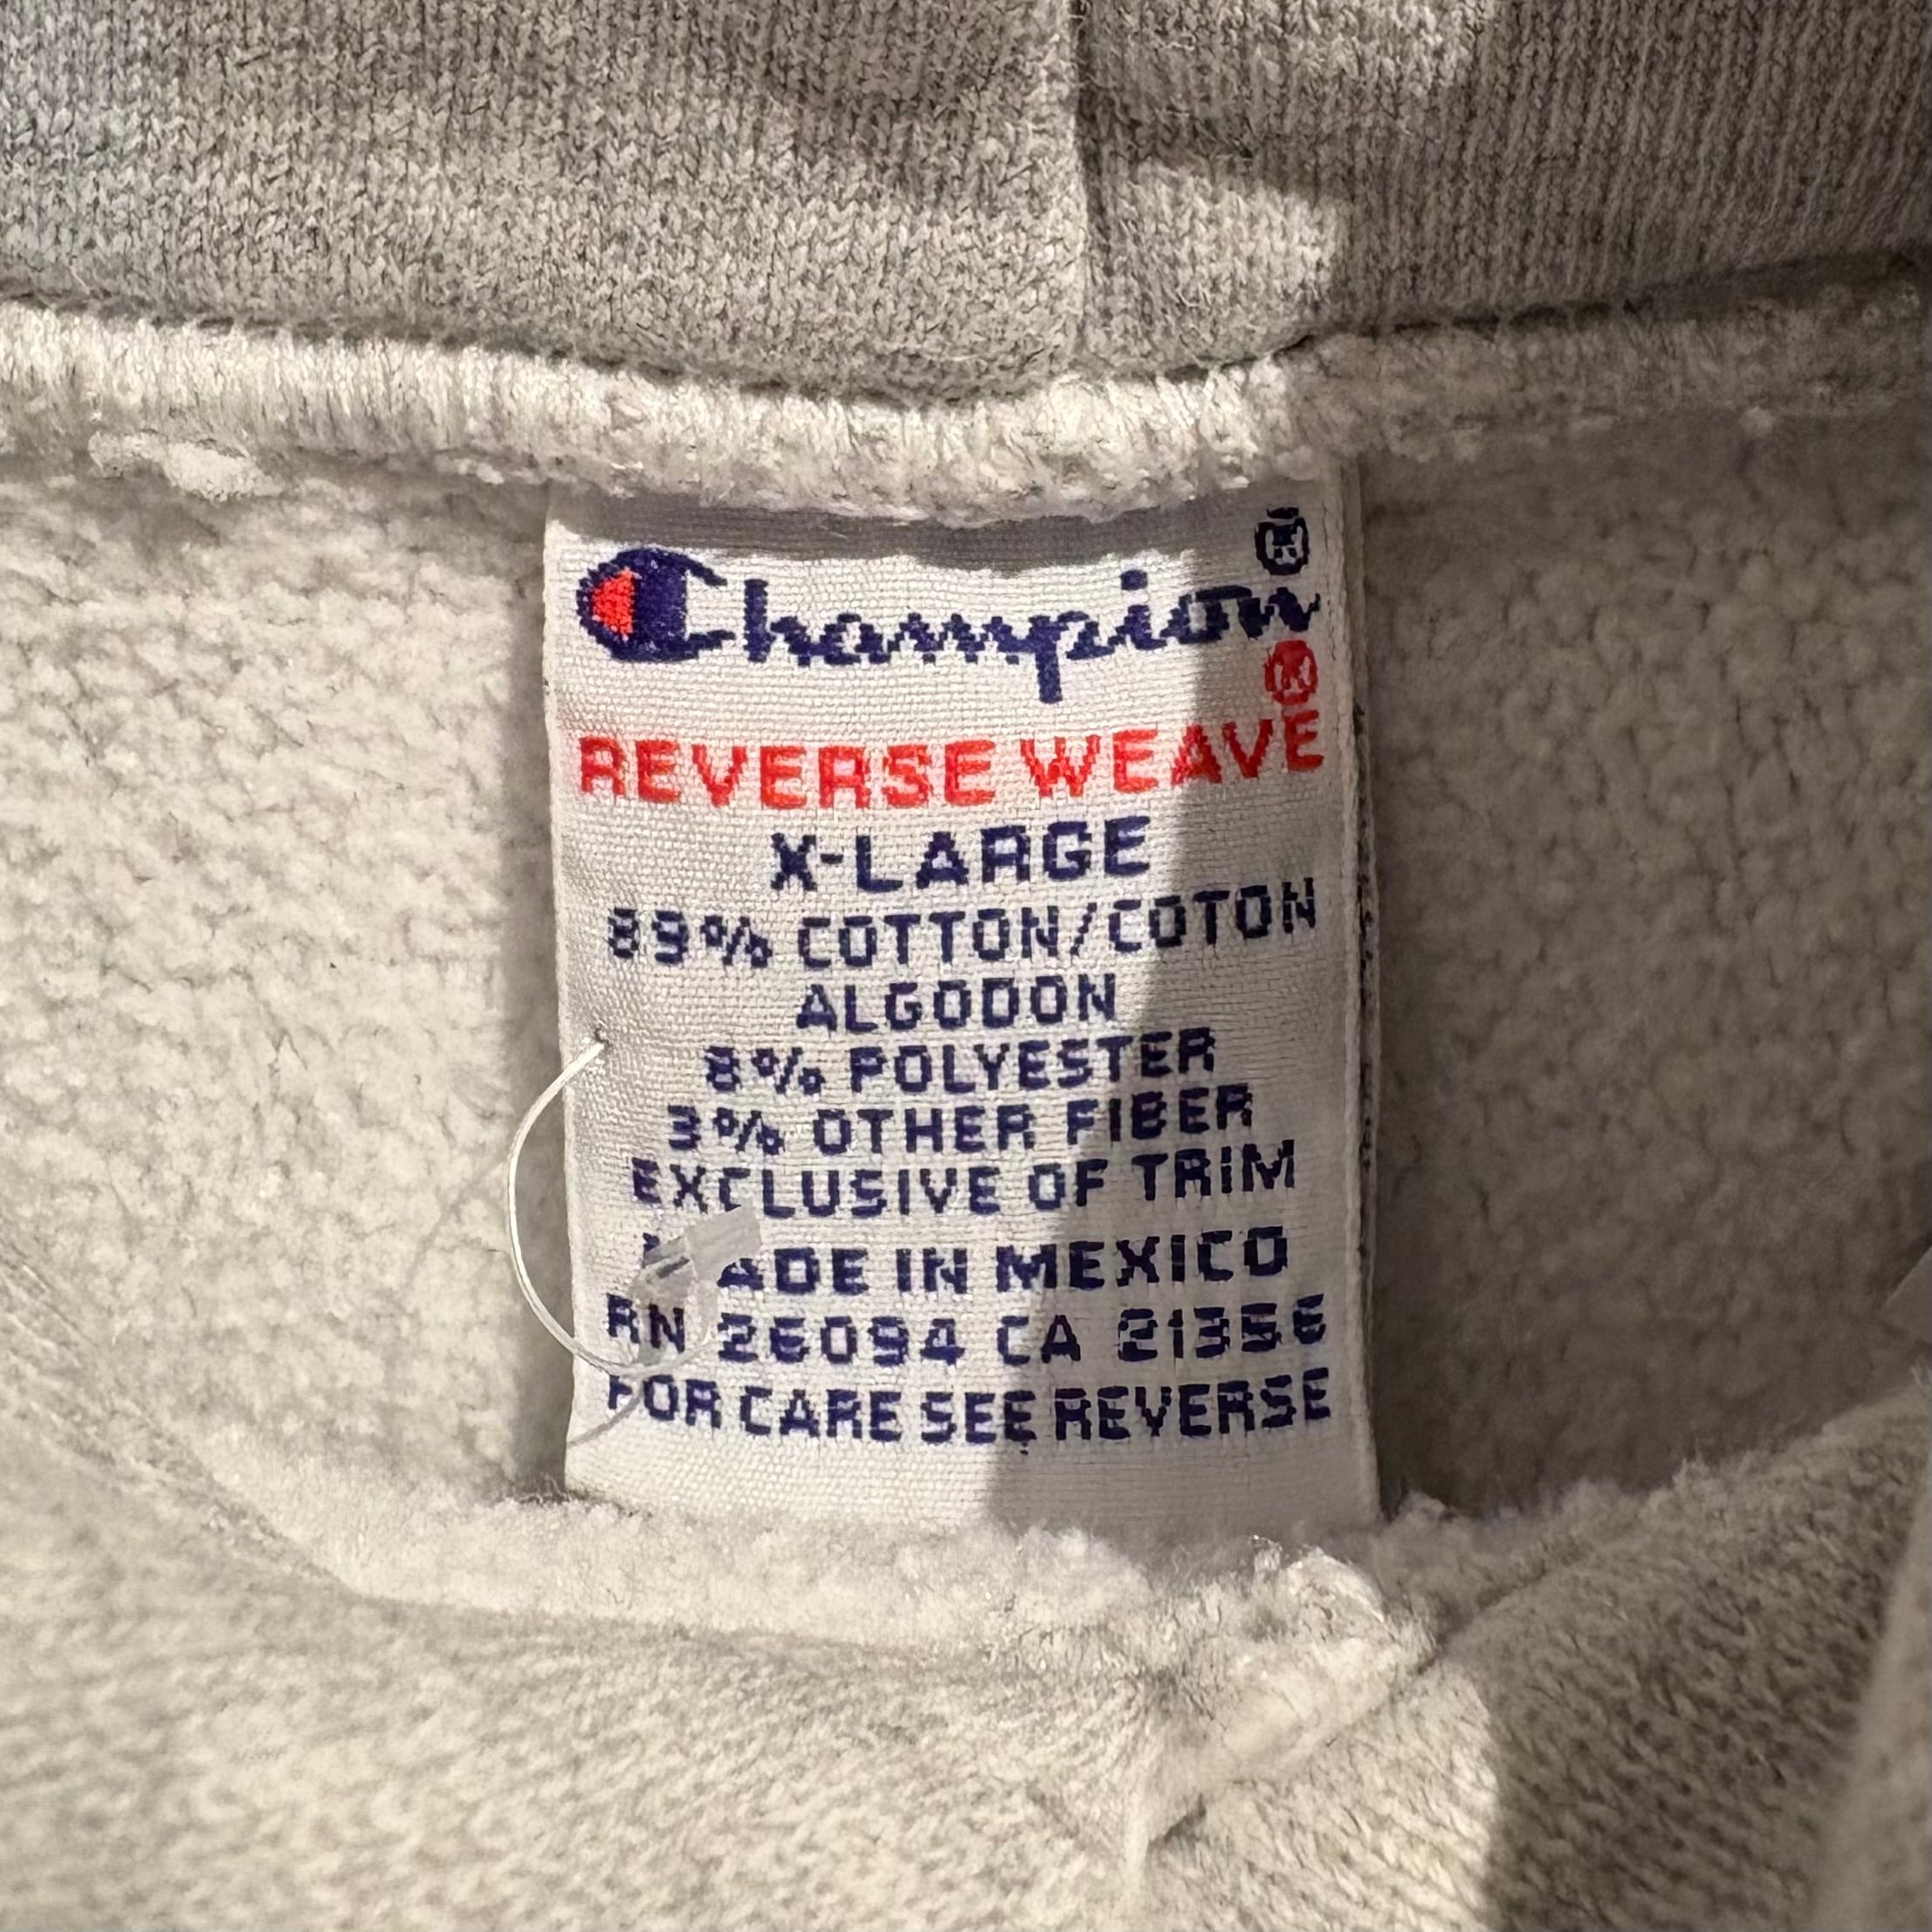 Champion®
®
REVERSE WEAVE
X-LARGE
89% COTTON/COTON
ALGODON
8% POLYESTER
3% OTHER FIBER
EXCLUSIVE OF TRIM
MADE IN MEXICO
RN 26094 CA 21356
FOR CARE SEE REVERSE